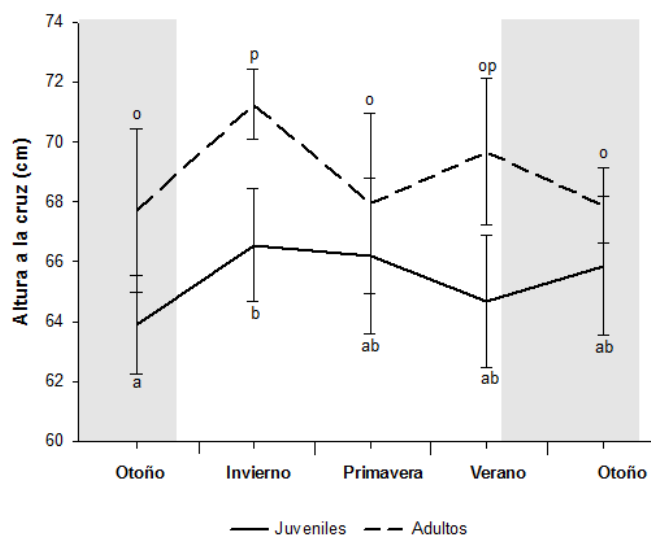 Altura a la cruz (cm)
74
72
70
68
66
64
62
60
o
p
o
op
o
a
b
ab
ab
ab
Otoño Invierno Primavera Verano Otoño
Juveniles Adultos